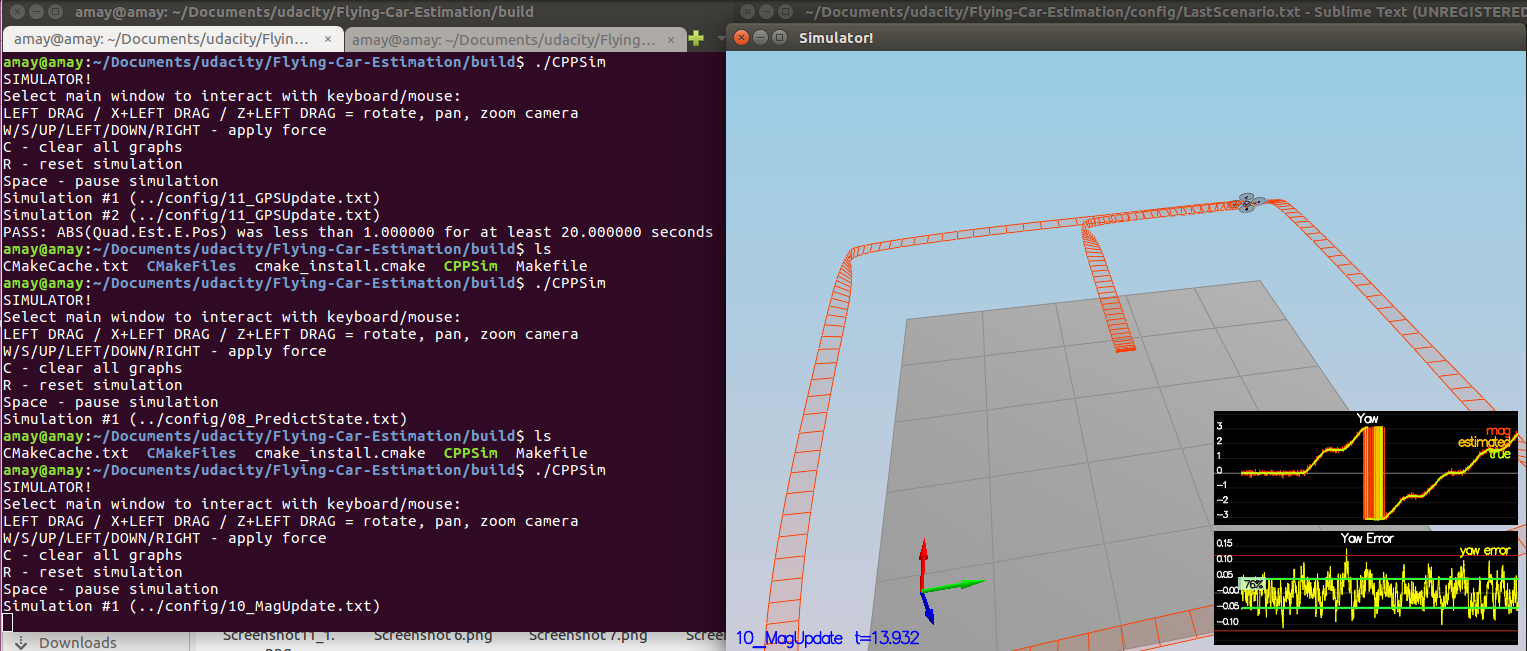 amay@amay: ~/Documents/udacity/Flying-Car-Estimation/build
~/Documents/udacity/Flying-Car-Estimation/config/LastScenario.txt - Sublime Text (UNREGISTERED
amay@amay: ~/Documents/udacity/Flyin... ×
amay@amay: ~/Documents/udacity/Flying... ×
Simulator!
amay@amay:~/Documents/udacity/Flying-Car-Estimation/build$ ./CPPSim
SIMULATOR!
Select main window to interact with keyboard/mouse:
LEFT DRAG / X+LEFT DRAG / Z+LEFT DRAG = rotate, pan, zoom camera
W/S/UP/LEFT/DOWN/RIGHT - apply force
C - clear all graphs
R - reset simulation
Space - pause simulation
Simulation #1 (../config/11_GPSUpdate.txt)
Simulation #2 (../config/11_GPSUpdate.txt)
PASS: ABS(Quad.Est.E.Pos) was less than 1.000000 for at least 20.000000 seconds
amay@amay:~/Documents/udacity/Flying-Car-Estimation/build$ ls
CMakeCache.txt CMakeFiles cmake_install.cmake CPPSim Makefile
amay@amay:~/Documents/udacity/Flying-Car-Estimation/build$ ./CPPSim
SIMULATOR!
Select main window to interact with keyboard/mouse:
LEFT DRAG / X+LEFT DRAG / Z+LEFT DRAG = rotate, pan, zoom camera
W/S/UP/LEFT/DOWN/RIGHT - apply force
C - clear all graphs
R - reset simulation
Space - pause simulation
Simulation #1 (../config/08_PredictState.txt)
amay@amay:~/Documents/udacity/Flying-Car-Estimation/build$ ls
CMakeCache.txt CMakeFiles cmake_install.cmake CPPSim Makefile
amay@amay:~/Documents/udacity/Flying-Car-Estimation/build$ ./CPPSim
SIMULATOR!
Select main window to interact with keyboard/mouse:
LEFT DRAG / X+LEFT DRAG / Z+LEFT DRAG = rotate, pan, zoom camera
W/S/UP/LEFT/DOWN/RIGHT - apply force
C - clear all graphs
R - reset simulation
Space - pause simulation
Simulation #1 (../config/10_MagUpdate.txt)
Downloads
Screenshot11_1.
Screenshot 6.png
Screenshot 7.png
Screen
Yaw
3
2
1
0
-1
-2
-3
mag
estimated
true
Yaw Error
yaw error
0.15
0.10
0.05
-0.00
-0.05
-0.10
76%
10_MagUpdate t=13.932